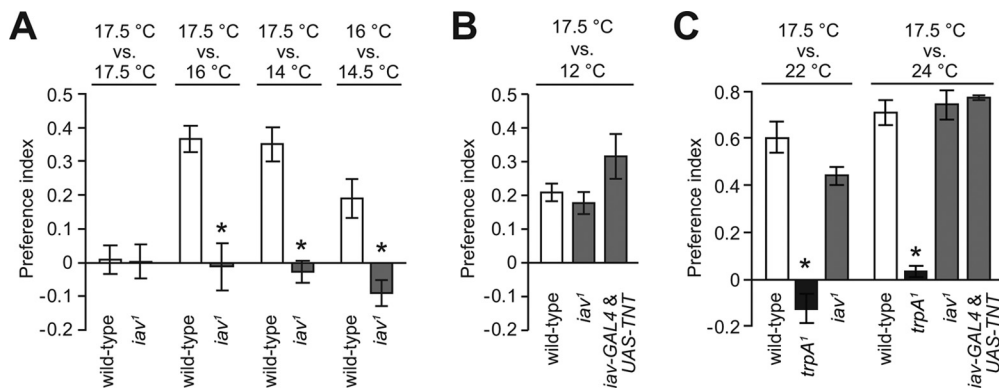 A
17.5 °C
vs.
17.5 °C
17.5 °C
vs.
16 °C
17.5 °C
vs.
14 °C
16 °C
vs.
14.5 °C
Preference index
0.5
0.4
0.3
0.2
0.1
0
-0.1
-0.2
*
*
*
wild-type
iav¹
wild-type
iav¹
wild-type
iav¹
wild-type
iav¹
B
17.5 °C
vs.
12 °C
Preference index
0.5
0.4
0.3
0.2
0.1
0
-0.1
-0.2
wild-type
iav¹
iav-GAL4 &
UAS-TNT
C
17.5 °C
vs.
22 °C
17.5 °C
vs.
24 °C
Preference index
0.8
0.6
0.4
0.2
0
-0.2
*
*
wild-type
trpA¹
iav¹
wild-type
trpA¹
iav¹
iav-GAL4 &
UAS-TNT